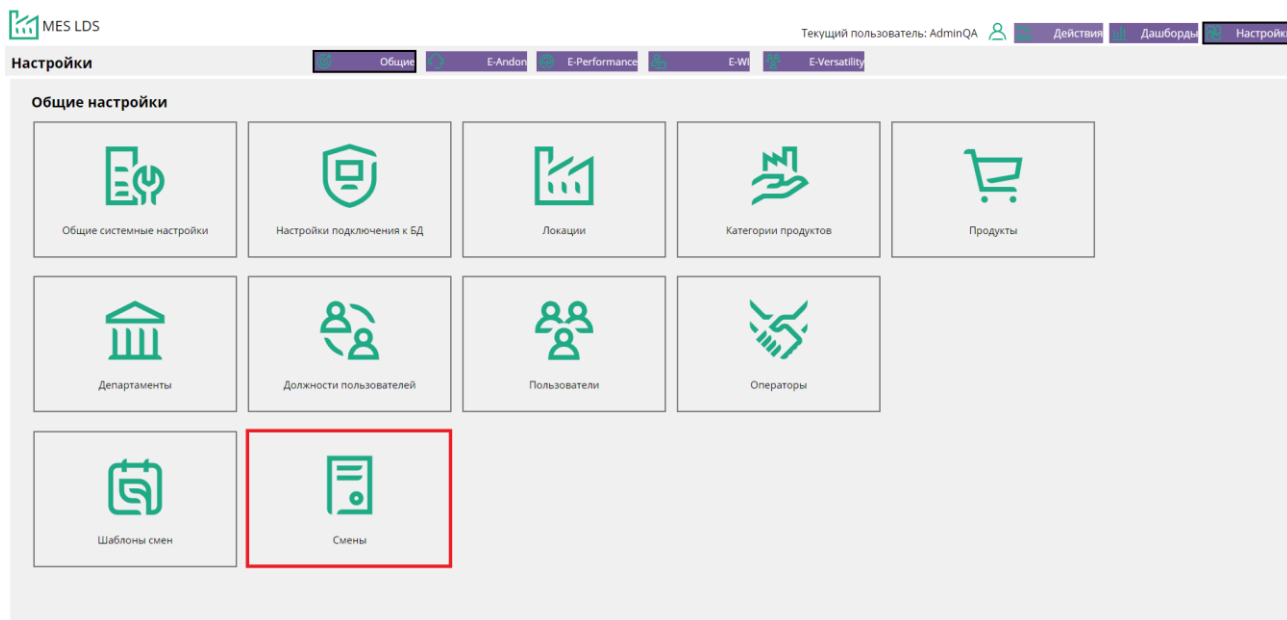 MES LDS
Текущий пользователь: AdminQA Действия Дашборды Настройки
Настройки Общие E-Andon E-Performance E-WI E-Versatility
Общие настройки
Общие системные настройки Настройки подключения к БД Локации Категории продуктов Продукты
Департаменты Должности пользователей Пользователи Операторы
Шаблоны смен Смены